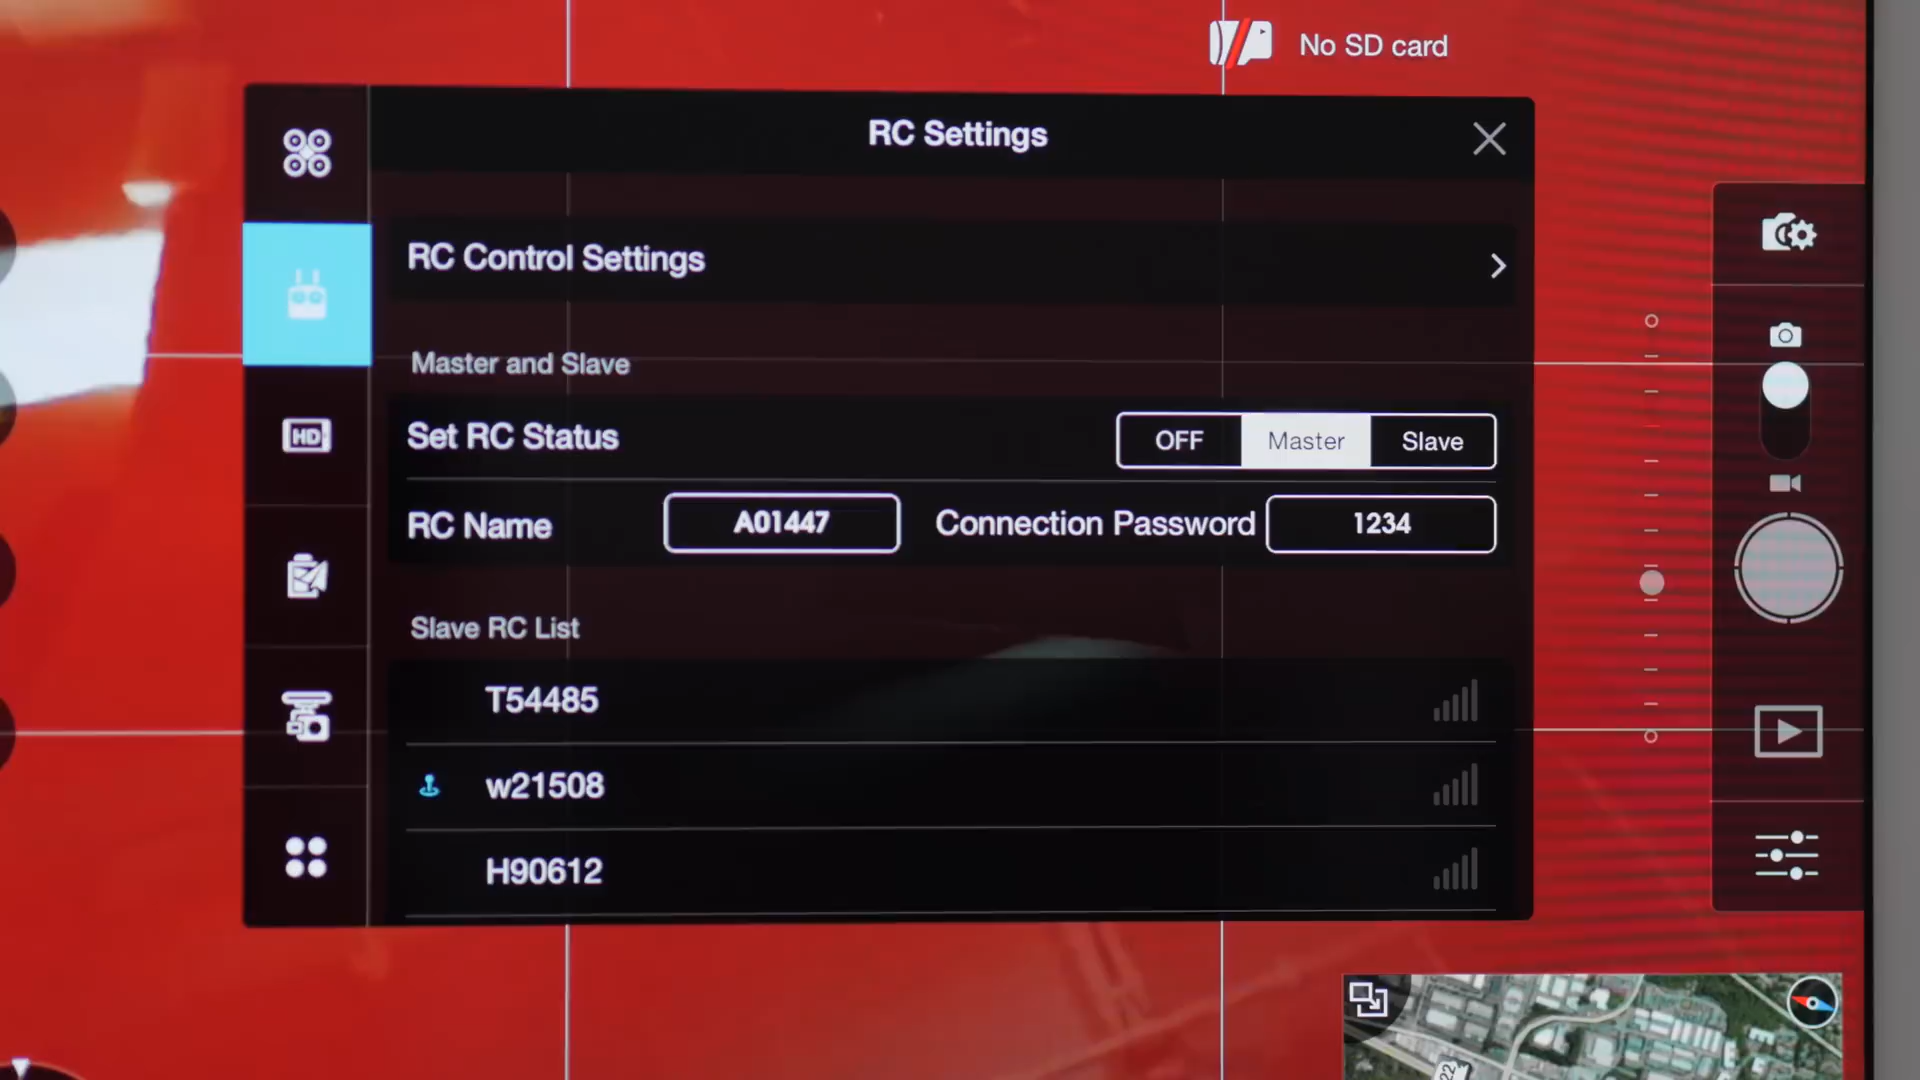 No SD card
RC Settings
RC Control Settings
Master and Slave
Set RC Status OFF Master Slave
RC Name A01447 Connection Password 1234
HD
Slave RC List
T54485
w21508
H90612
22